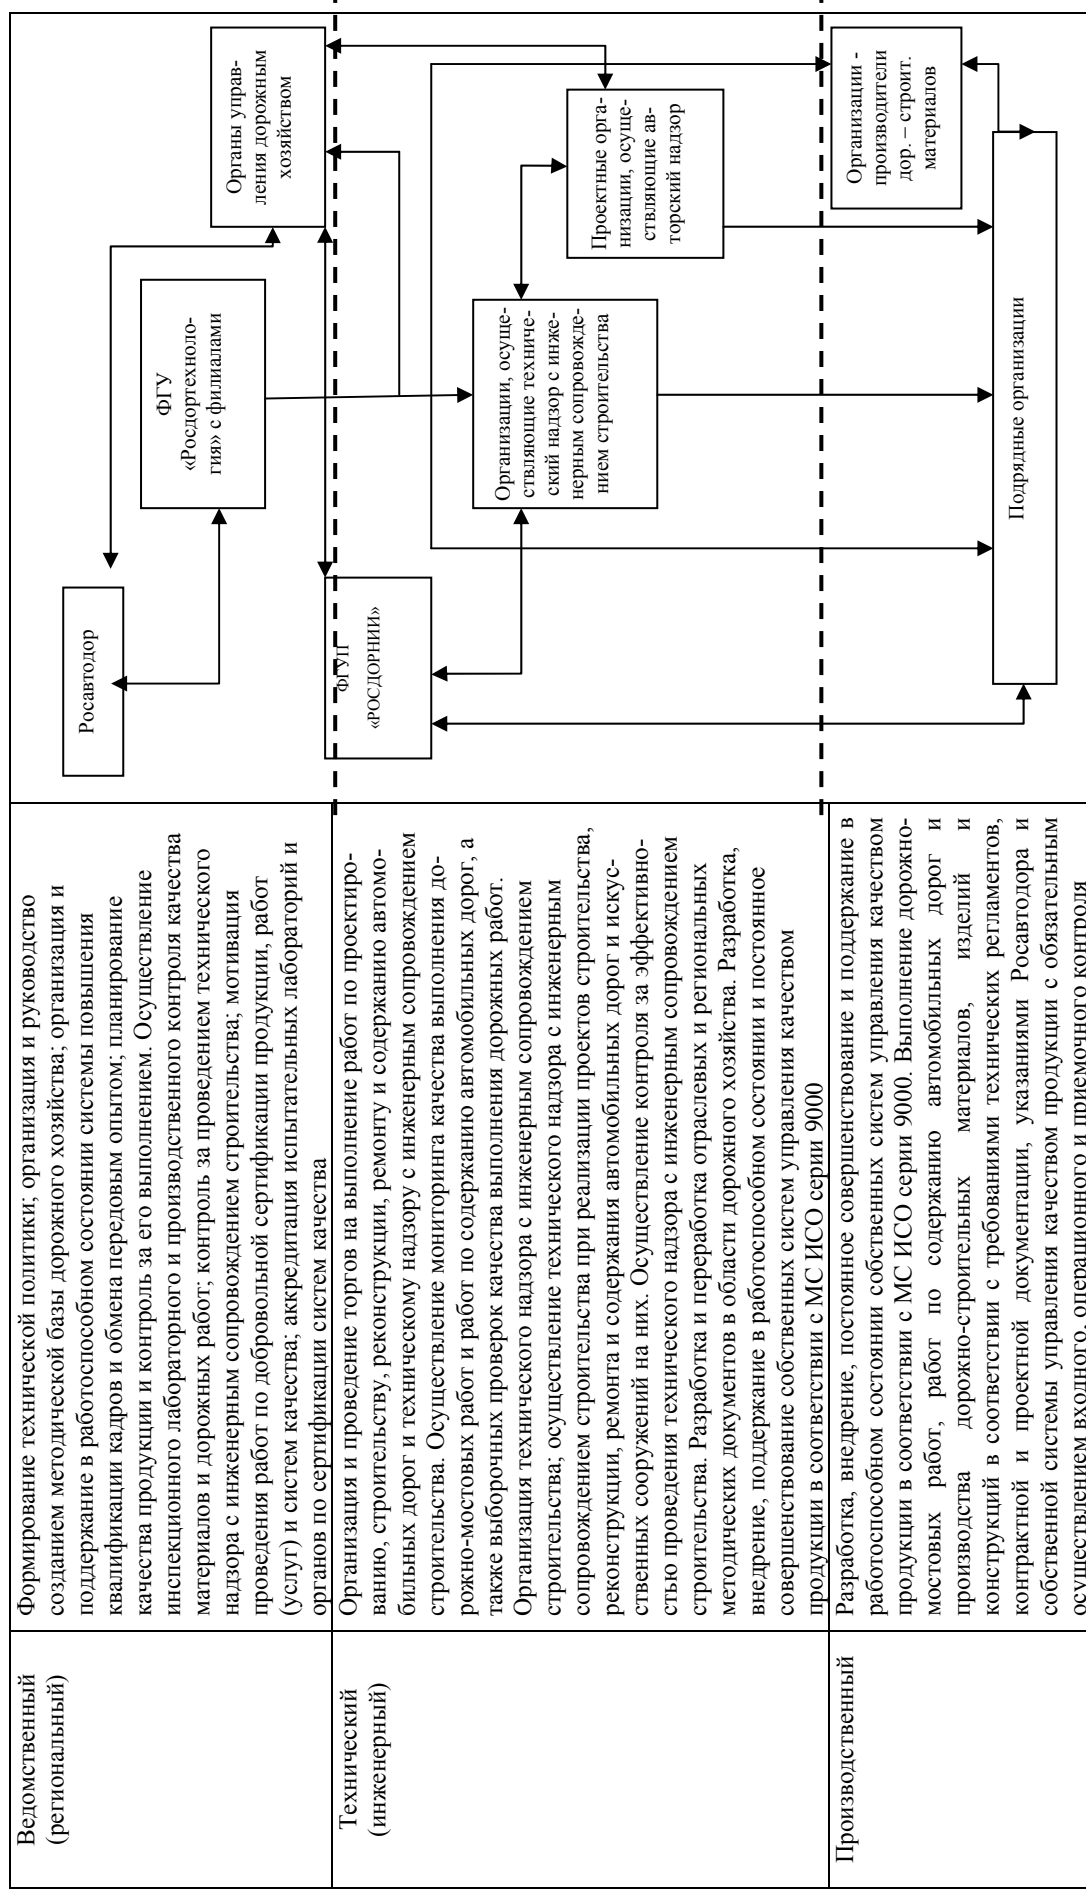 Ведомственный
(региональный)
Формирование технической политики; организация и руководство
созданием методической базы дорожного хозяйства; организация и
поддержание в работоспособном состоянии системы повышения
квалификации кадров и обмена передовым опытом; планирование
качества продукции и контроль за его выполнением. Осуществление
инспекционного лабораторного и производственного контроля качества
материалов и дорожных работ; контроль за проведением технического
надзора с инженерным сопровождением строительства; мотивация
проведения работ по добровольной сертификации продукции, работ
(услуг) и систем качества; аккредитация испытательных лабораторий и
органов по сертификации систем качества
Росавтодор
ФГУ
«Росдортехноло-
гия» с филиалами
Органы управ-
ления дорожным
хозяйством
Технический
(инженерный)
Организация и проведение торгов на выполнение работ по проектиро-
ванию, строительству, реконструкции, ремонту и содержанию автомо-
бильных дорог и техническому надзору с инженерным сопровождением
строительства. Осуществление мониторинга качества выполнения до-
рожно-мостовых работ и работ по содержанию автомобильных дорог, а
также выборочных проверок качества выполнения дорожных работ.
Организация технического надзора с инженерным сопровождением
строительства; осуществление технического надзора с инженерным
сопровождением строительства при реализации проектов строительства,
реконструкции, ремонта и содержания автомобильных дорог и искус-
ственных сооружений на них. Осуществление контроля за эффективно-
стью проведения технического надзора с инженерным сопровождением
строительства. Разработка и переработка отраслевых и региональных
методических документов в области дорожного хозяйства. Разработка,
внедрение, поддержание в работоспособном состоянии и постоянное
совершенствование собственных систем управления качеством
продукции в соответствии с МС ИСО серии 9000
ФГУП
«РОСДОРНИИ»
Организации, осуще-
ствляющие техниче-
ский надзор с инже-
нерным сопровожде-
нием строительства
Проектные орга-
низации, осуще-
ствляющие ав-
торский надзор
Производственный
Разработка, внедрение, постоянное совершенствование и поддержание в
работоспособном состоянии собственных систем управления качеством
продукции в соответствии с МС ИСО серии 9000. Выполнение дорожно-
мостовых работ, работ по содержанию автомобильных дорог и
производства дорожно-строительных материалов, изделий и
конструкций в соответствии с требованиями технических регламентов,
контрактной и проектной документации, указаниями Росавтодора и
собственной системы управления качеством продукции с обязательным
осуществлением входного, операционного и приемочного контроля
Организации -
производители
дор. – строит.
материалов
Подрядные организации